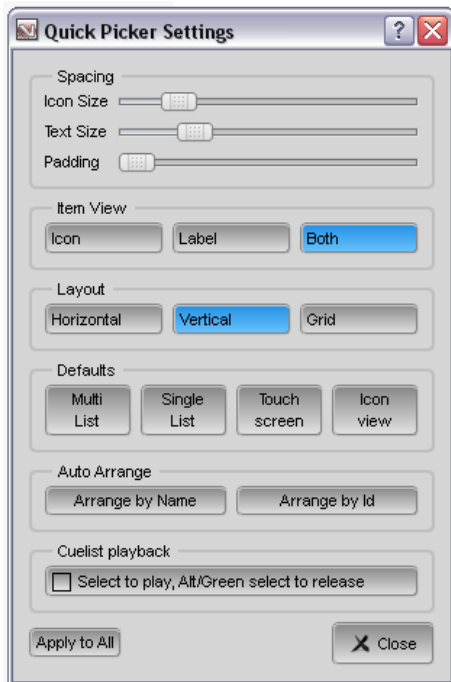 Quick Picker Settings ?
Spacing
Icon Size
Text Size
Padding
Item View
Icon Label Both
Layout
Horizontal Vertical Grid
Defaults
Multi List Single List Touch screen Icon view
Auto Arrange
Arrange by Name Arrange by Id
Cuelist playback
Select to play, Alt/Green select to release
Apply to All Close